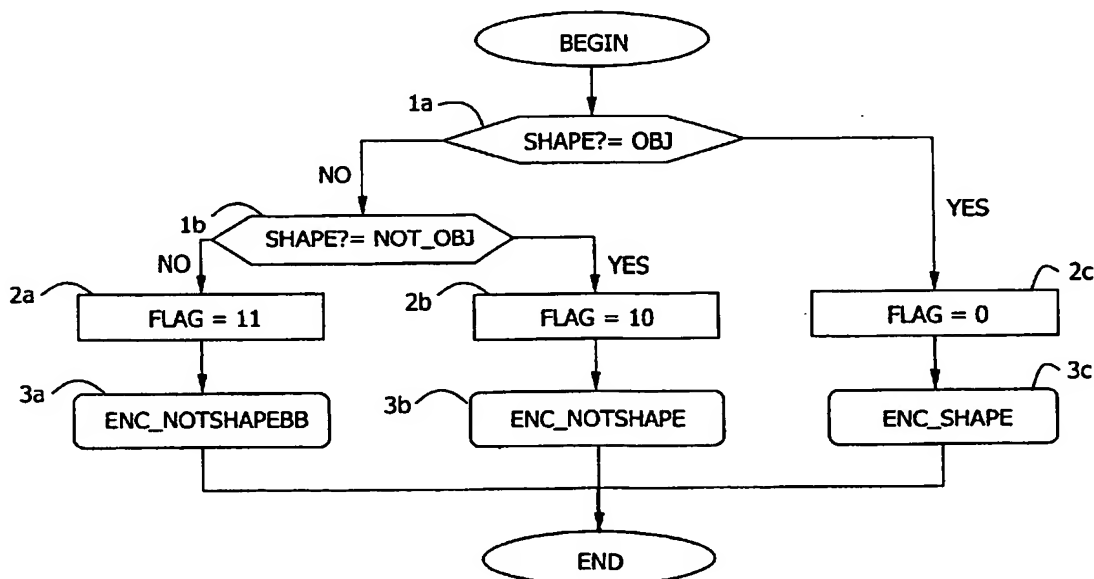 BEGIN
1a
SHAPE?= OBJ
NO
YES
1b
SHAPE?= NOT_OBJ
NO
YES
2a
FLAG = 11
2b
FLAG = 10
2c
FLAG = 0
3a
ENC_NOTSHAPEBB
3b
ENC_NOTSHAPE
3c
ENC_SHAPE
END